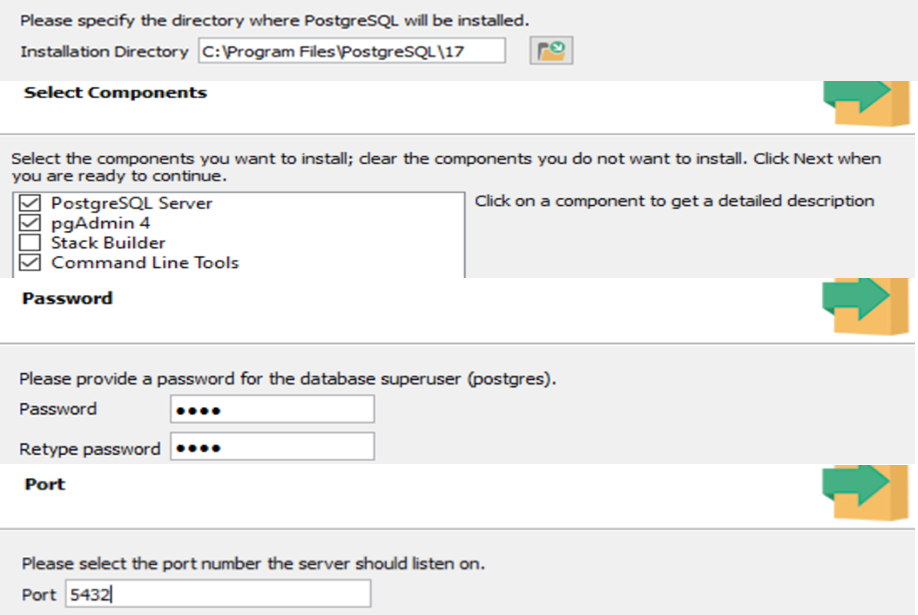 Please specify the directory where PostgreSQL will be installed.
Installation Directory C:\Program Files\PostgreSQL\17
Select Components
Select the components you want to install; clear the components you do not want to install. Click Next when
you are ready to continue.
PostgreSQL Server Click on a component to get a detailed description
pgAdmin 4
Stack Builder
Command Line Tools
Password
Please provide a password for the database superuser (postgres).
Password ••••
Retype password ••••
Port
Please select the port number the server should listen on.
Port 5432